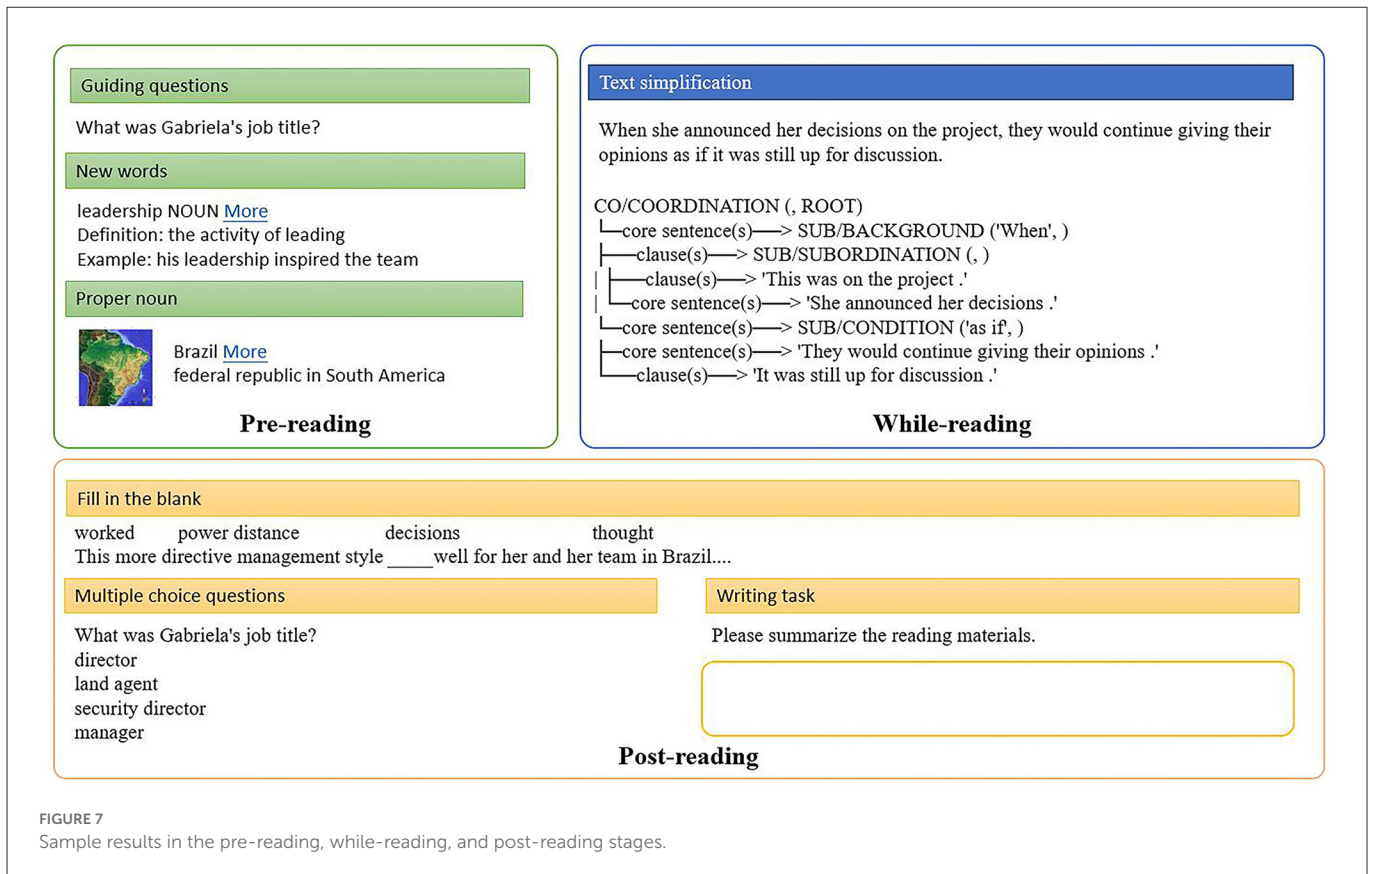 Guiding questions
What was Gabriela's job title?
New words
leadership NOUN More
Definition: the activity of leading
Example: his leadership inspired the team
Proper noun
Brazil More
federal republic in South America
Pre-reading
Text simplification
When she announced her decisions on the project, they would continue giving their
opinions as if it was still up for discussion.
CO/COORDINATION (, ROOT)
└─core sentence(s)──> SUB/BACKGROUND ('When', )
├──clause(s)──> SUB/SUBORDINATION (, )
| ├──clause(s)──> 'This was on the project .'
| └─core sentence(s)──> 'She announced her decisions .'
└─core sentence(s)──> SUB/CONDITION ('as if', )
├─core sentence(s)──> 'They would continue giving their opinions .'
└──clause(s)──> 'It was still up for discussion .'
While-reading
Fill in the blank
worked power distance decisions thought
This more directive management style _____well for her and her team in Brazil....
Multiple choice questions
What was Gabriela's job title?
director
land agent
security director
manager
Writing task
Please summarize the reading materials.
Post-reading
FIGURE 7
Sample results in the pre-reading, while-reading, and post-reading stages.